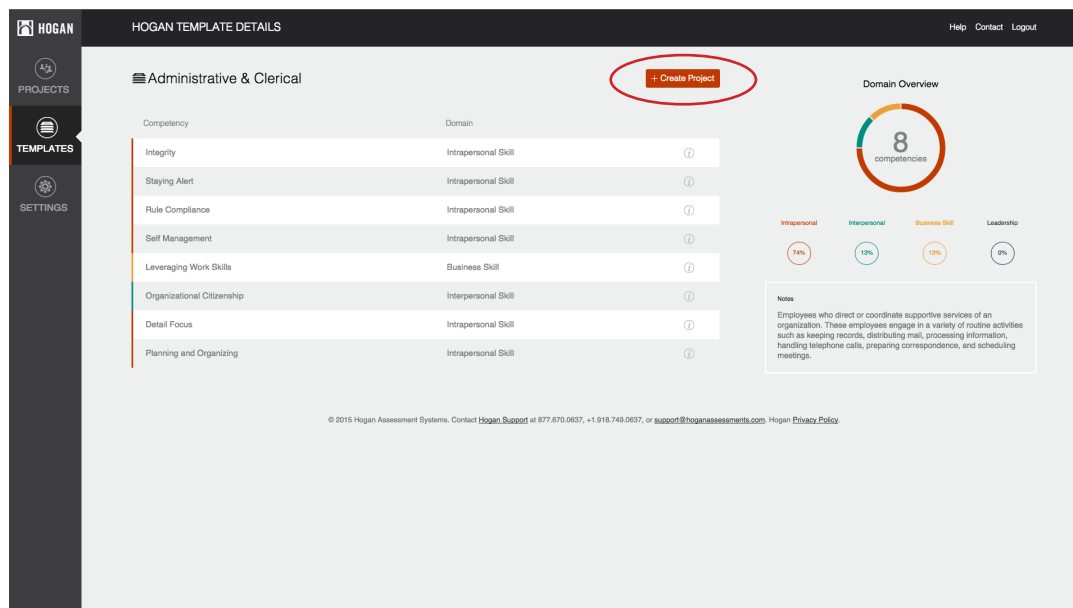 HOGAN
HOGAN TEMPLATE DETAILS
Help Contact Logout
PROJECTS
TEMPLATES
SETTINGS
Administrative & Clerical
+ Create Project
Competency Domain
Integrity Intrapersonal Skill i
Staying Alert Intrapersonal Skill i
Rule Compliance Intrapersonal Skill i
Self Management Intrapersonal Skill i
Leveraging Work Skills Business Skill i
Organizational Citizenship Interpersonal Skill i
Detail Focus Intrapersonal Skill i
Planning and Organizing Intrapersonal Skill i
Domain Overview
8
competencies
Intrapersonal Interpersonal Business Skill Leadership
74% 13% 13% 0%
Notes
Employees who direct or coordinate supportive services of an
organization. These employees engage in a variety of routine activities
such as keeping records, distributing mail, processing information,
handling telephone calls, preparing correspondence, and scheduling
meetings.
© 2015 Hogan Assessment Systems. Contact Hogan Support at 877.670.0637, +1.918.749.0637, or support@hoganassessments.com. Hogan Privacy Policy.